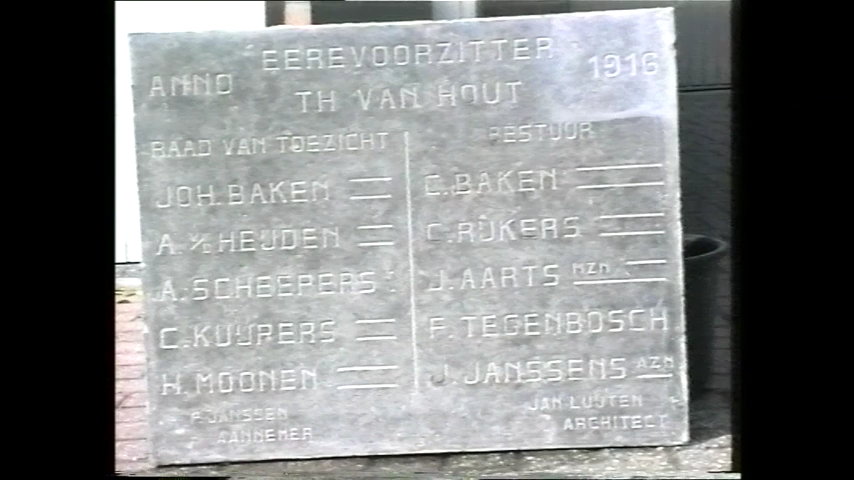 EEREVOORZITTER
ANNO 1916
TH VAN HOUT
RAAD VAN TOEZICHT
JOH. BAKEN
A. V/D HEIJDEN
A. SCHEEPERS
C. KUIJPERS
H. MOONEN
F. JANSSEN
AANNEMER
BESTUUR
C. BAKEN
C. RIJKERS
J. AARTS AZN
F. TEGENBOSCH
J. JANSSENS AZN
JAN LUIJTEN
ARCHITECT